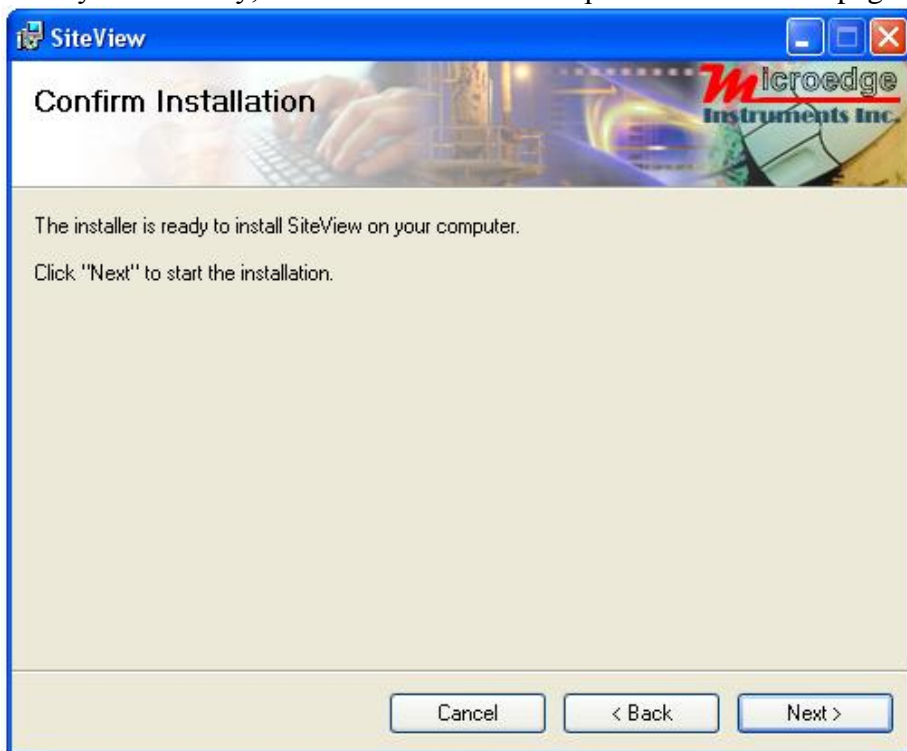 SiteView
Confirm Installation
Microedge
Instruments Inc.
The installer is ready to install SiteView on your computer.
Click "Next" to start the installation.
Cancel
< Back
Next >